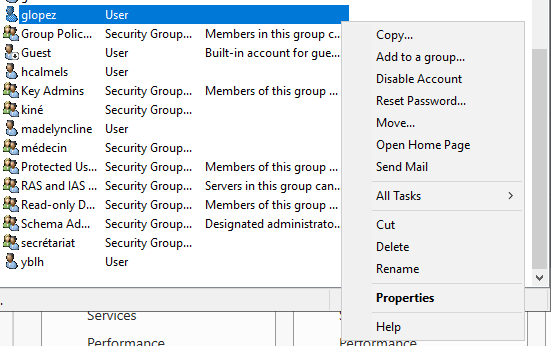 glopez User
Group Polic... Security Group... Members in this group c...
Guest User Built-in account for gue...
hcalmels User
Key Admins Security Group... Members of this group ...
kiné Security Group...
madelyncline User
médecin Security Group...
Protected Us... Security Group... Members of this group ...
RAS and IAS ... Security Group... Servers in this group can...
Read-only D... Security Group... Members of this group ...
Schema Ad... Security Group... Designated administrato...
secrétariat Security Group...
yblh User
Copy...
Add to a group...
Disable Account
Reset Password...
Move...
Open Home Page
Send Mail
All Tasks
Cut
Delete
Rename
Properties
Help
Services
Performance
Performance